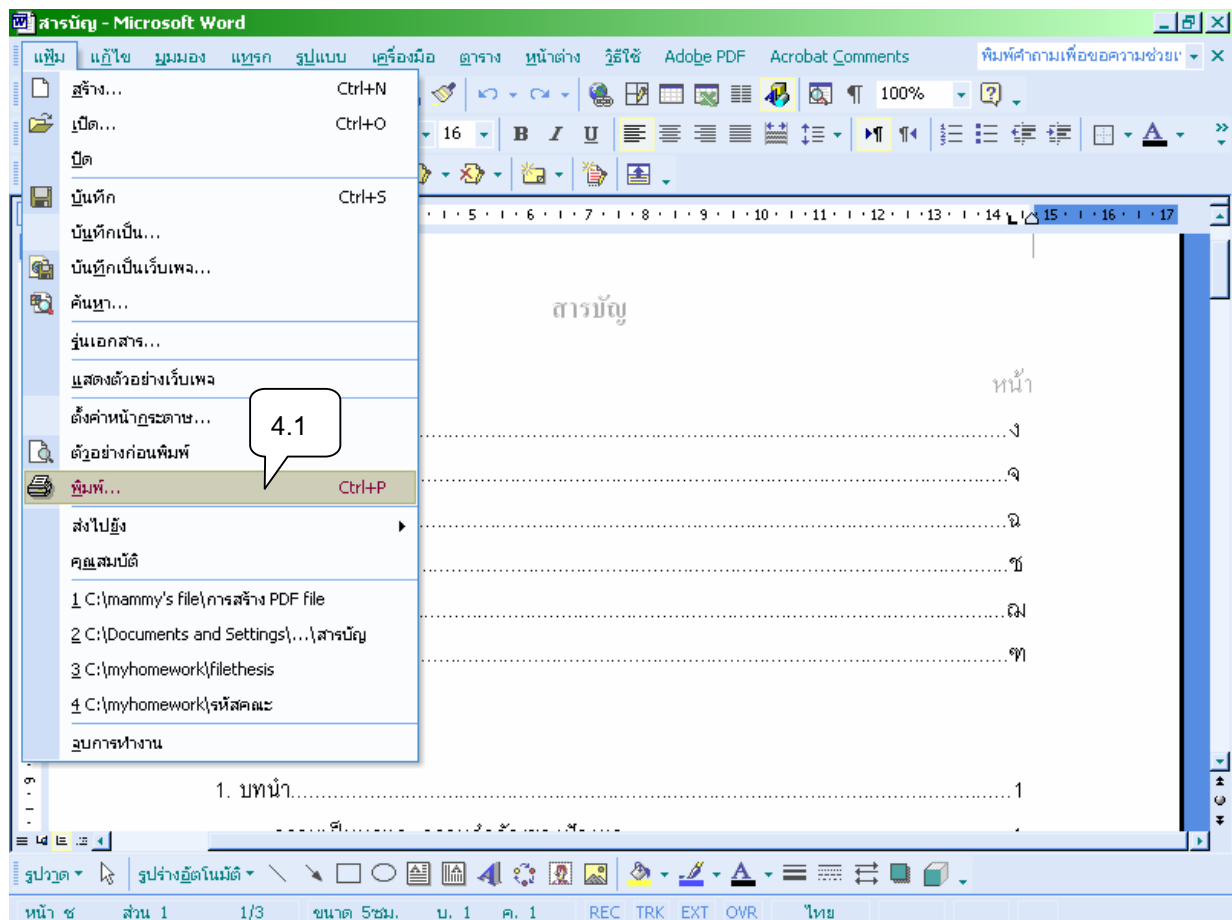 สารบัญ - Microsoft Word
แฟ้ม แก้ไข มุมมอง แทรก รูปแบบ เครื่องมือ ตาราง หน้าต่าง วิธีใช้ Adobe PDF Acrobat Comments
สร้าง... Ctrl+N
100%
เปิด... Ctrl+O
16 B I U
ปิด
บันทึก Ctrl+S
5 6 7 8 9 10 11 12 13 14 15 16 17
บันทึกเป็น...
บันทึกเป็นเว็บเพจ...
ค้นหา...
สารบัญ
รุ่นเอกสาร...
แสดงตัวอย่างเว็บเพจ
หน้า
ตั้งค่าหน้ากระดาษ...
4.1
ง
ตัวอย่างก่อนพิมพ์
จ
พิมพ์... Ctrl+P
ส่งไปยัง
ฉ
คุณสมบัติ
ช
1 C:\mammy's file\การสร้าง PDF file
ฌ
2 C:\Documents and Settings\...\สารบัญ
3 C:\myhomework\filethesis
4 C:\myhomework\รหัสคณะ
จบการทำงาน
1. บทนำ 1
รูปวาด รูปร่างอัตโนมัติ
หน้า ช ส่วน 1 1/3 ขนาด 5ซม. บ. 1 ค. 1 REC TRK EXT OVR ไทย